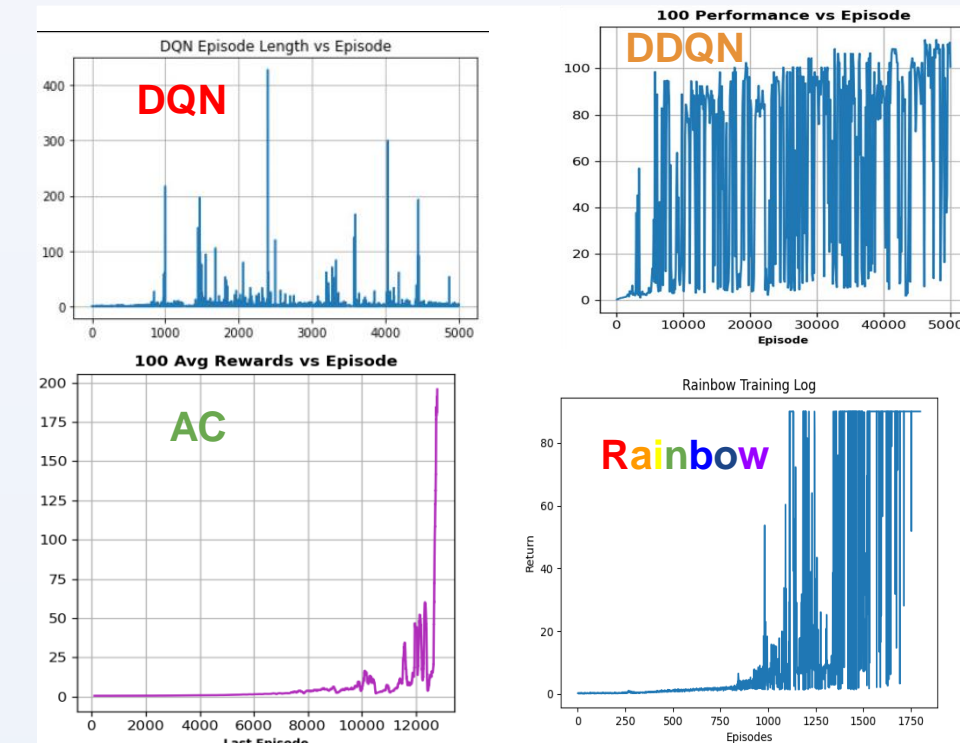 DQN Episode Length vs Episode
DQN
400
300
200
100
0
0 1000 2000 3000 4000 5000
100 Performance vs Episode
DDQN
100
80
60
40
20
0
0 10000 20000 30000 40000 5000
Episode
100 Avg Rewards vs Episode
AC
200
175
150
125
100
75
50
25
0
0 2000 4000 6000 8000 10000 12000
Last Episode
Rainbow Training Log
Rainbow
Return
80
60
40
20
0
0 250 500 750 1000 1250 1500 1750
Episodes